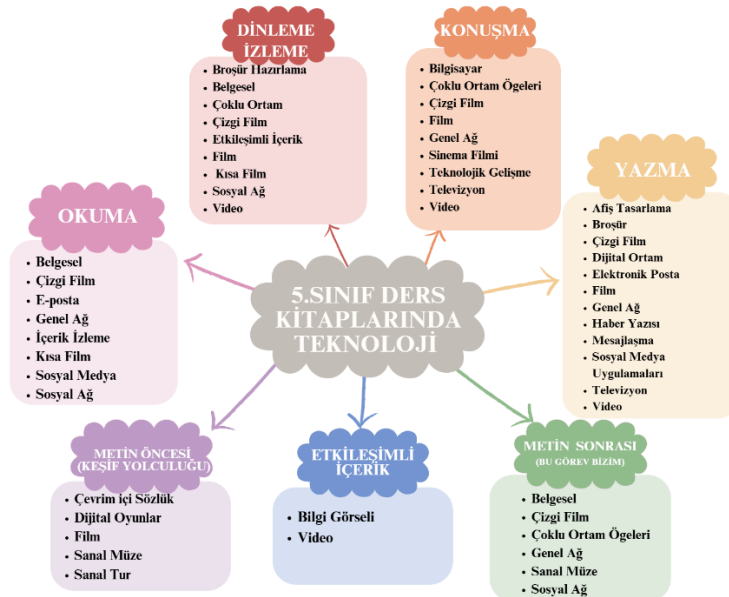 DİNLEME
İZLEME
• Broşür Hazırlama
• Belgesel
• Çoklu Ortam
• Çizgi Film
• Etkileşimli İçerik
• Film
• Kısa Film
• Sosyal Ağ
• Video
KONUŞMA
• Bilgisayar
• Çoklu Ortam Ögeleri
• Çizgi Film
• Film
• Genel Ağ
• Sinema Filmi
• Teknolojik Gelişme
• Televizyon
• Video
YAZMA
• Afiş Tasarlama
• Broşür
• Çizgi Film
• Dijital Ortam
• Elektronik Posta
• Film
• Genel Ağ
• Haber Yazısı
• Mesajlaşma
• Sosyal Medya
Uygulamaları
• Televizyon
• Video
OKUMA
• Belgesel
• Çizgi Film
• E-posta
• Genel Ağ
• İçerik İzleme
• Kısa Film
• Sosyal Medya
• Sosyal Ağ
5.SINIF DERS
KİTAPLARINDA
TEKNOLOJİ
METİN ÖNCESİ
(KEŞİF YOLCULUĞU)
• Çevrim içi Sözlük
• Dijital Oyunlar
• Film
• Sanal Müze
• Sanal Tur
ETKİLEŞİMLİ
İÇERİK
• Bilgi Görseli
• Video
METİN SONRASI
(BU GÖREV BİZİM)
• Belgesel
• Çizgi Film
• Çoklu Ortam Ögeleri
• Genel Ağ
• Sanal Müze
• Sosyal Ağ